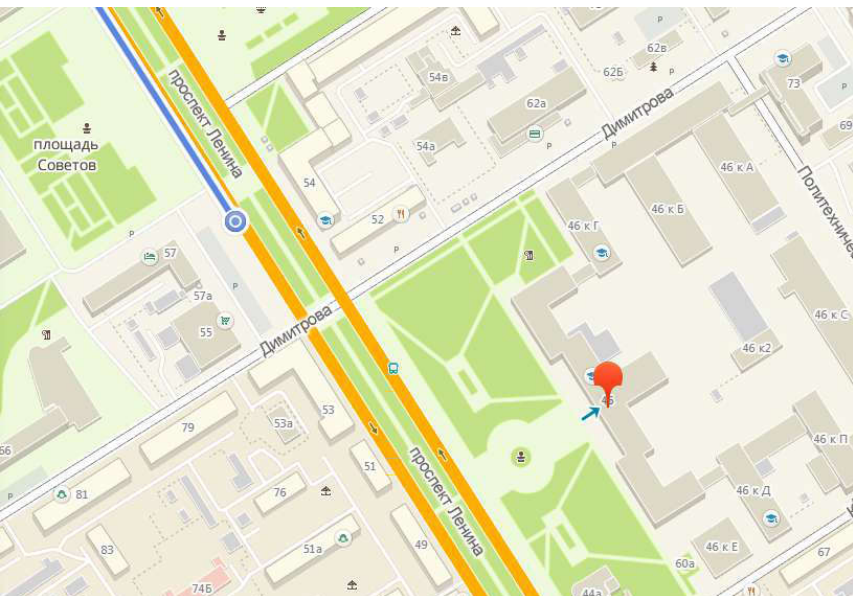 62в
P
54в
62Б
P
73
P
проспект Ленина
62а
69
площадь
Советов
Димитрова
54а
P
P
46 к А
54
46 к Б
Политехничес
52
46 к Г
P
P
57
P
57а
46 к С
55
Димитрова
46 к2
46
53
53а
79
46 к П
66
проспект Ленина
51
P
81
76
46 к Д
49
51а
46 к Е
83
67
60а
74Б
44а